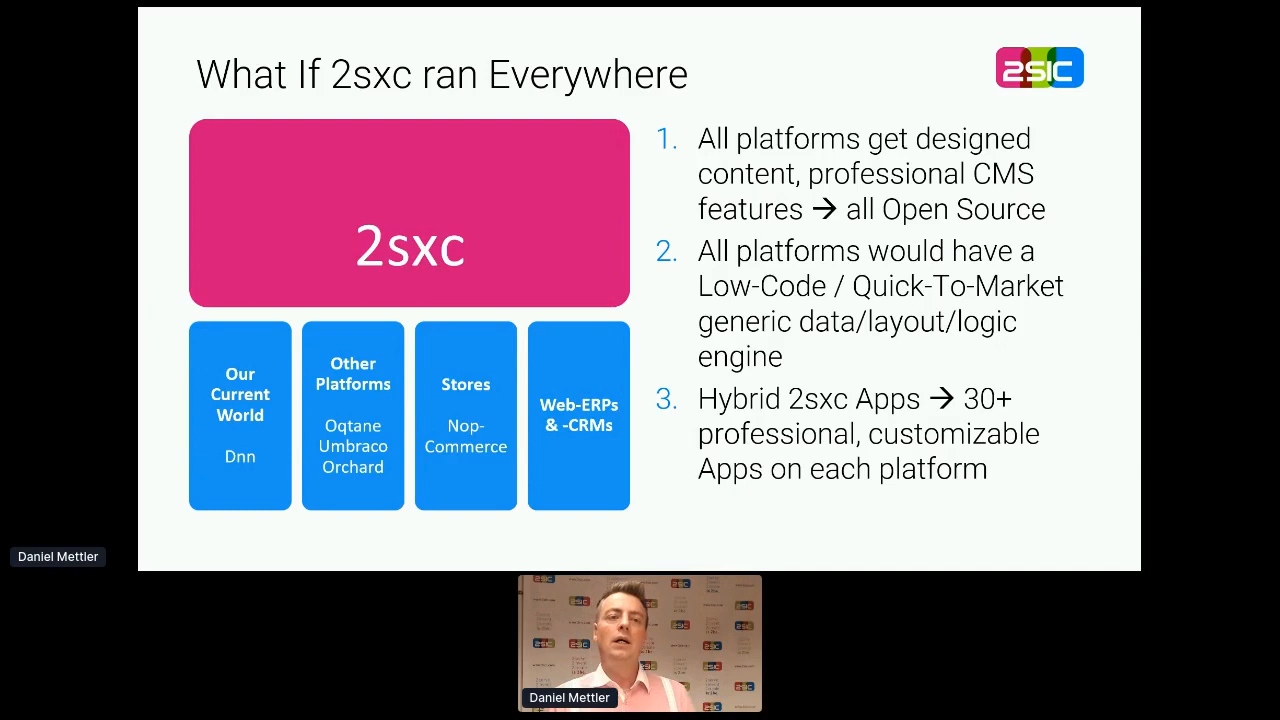 What If 2sxc ran Everywhere
2SIC
2sxc
Our
Current
World
Dnn
Other
Platforms
Oqtane
Umbraco
Orchard
Stores
Nop-
Commerce
Web-ERPs
& -CRMs
1. All platforms get designed
content, professional CMS
features → all Open Source
2. All platforms would have a
Low-Code / Quick-To-Market
generic data/layout/logic
engine
3. Hybrid 2sxc Apps → 30+
professional, customizable
Apps on each platform
Daniel Mettler
Daniel Mettler